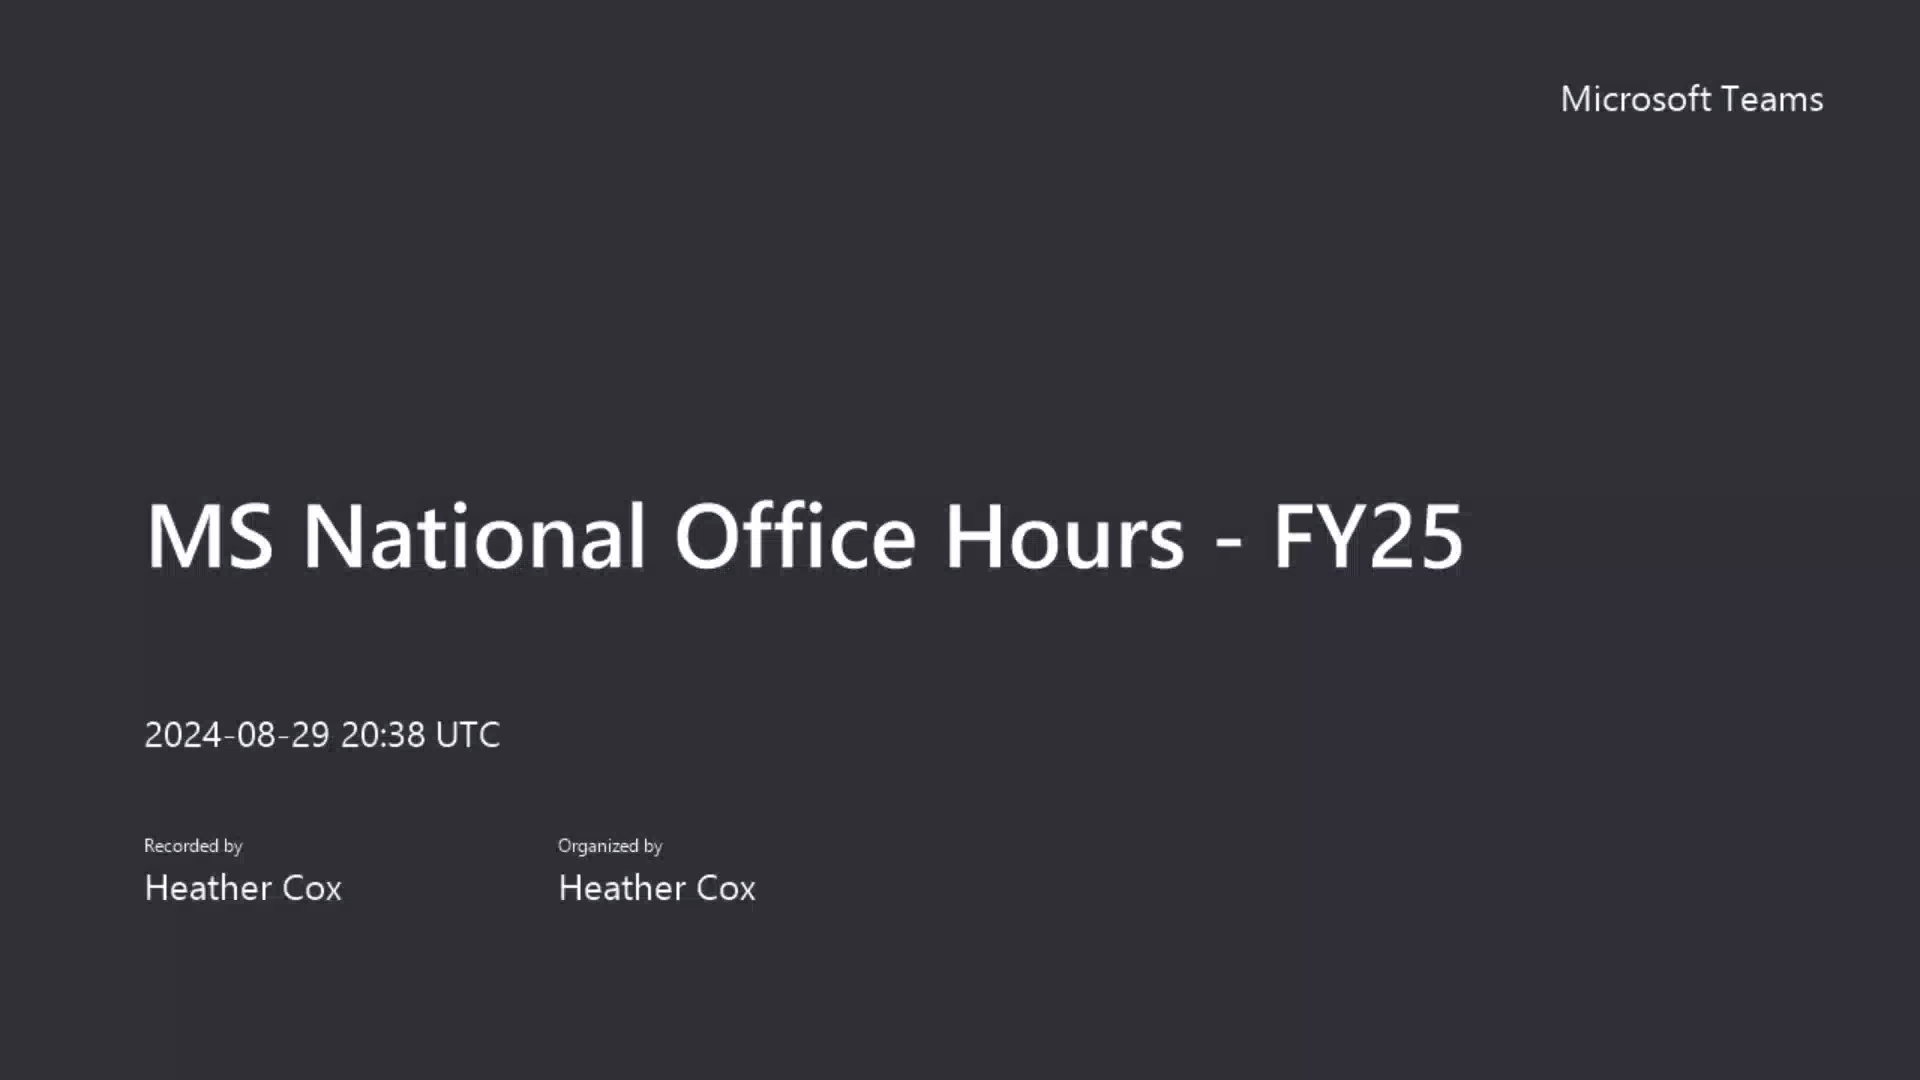 Microsoft Teams
MS National Office Hours - FY25
2024-08-29 20:38 UTC
Recorded by
Heather Cox
Organized by
Heather Cox